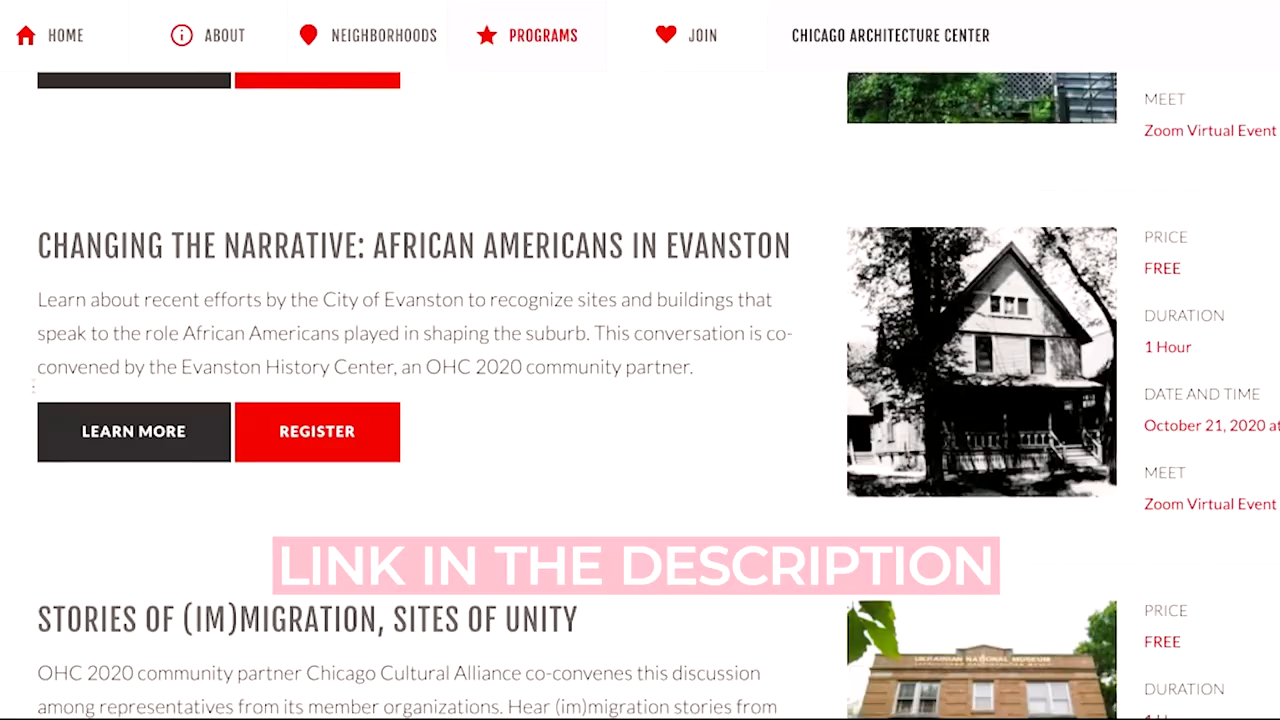 HOME
ABOUT
NEIGHBORHOODS
PROGRAMS
JOIN
CHICAGO ARCHITECTURE CENTER
MEET
Zoom Virtual Event
CHANGING THE NARRATIVE: AFRICAN AMERICANS IN EVANSTON
Learn about recent efforts by the City of Evanston to recognize sites and buildings that
speak to the role African Americans played in shaping the suburb. This conversation is co-
convened by the Evanston History Center, an OHC 2020 community partner.
LEARN MORE
REGISTER
PRICE
FREE
DURATION
1 Hour
DATE AND TIME
October 21, 2020 at
MEET
Zoom Virtual Event
LINK IN THE DESCRIPTION
STORIES OF (IM)MIGRATION, SITES OF UNITY
OHC 2020 community partner Chicago Cultural Alliance co-convenes this discussion
among representatives from its member organizations. Hear (im)migration stories from
UKRAINIAN NATIONAL MUSEUM
PRICE
FREE
DURATION